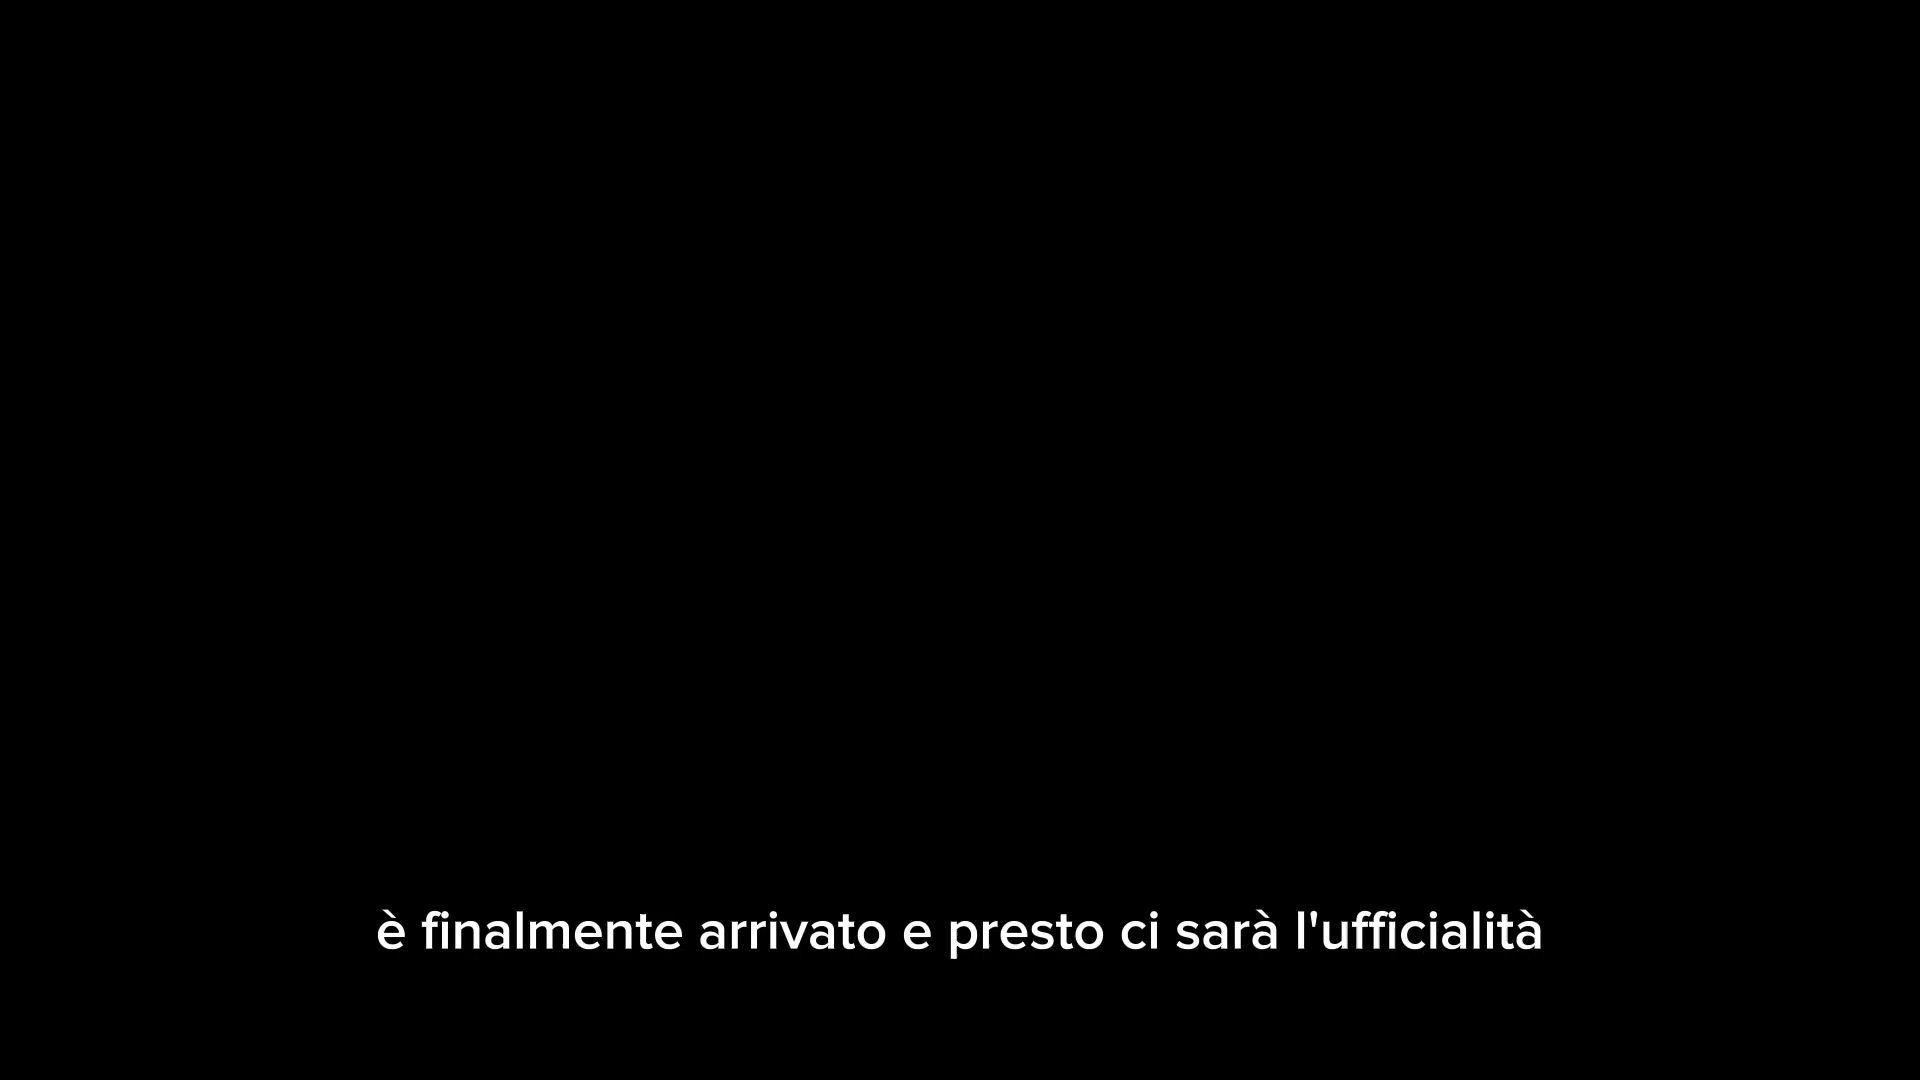 è finalmente arrivato e presto ci sarà l'ufficialità